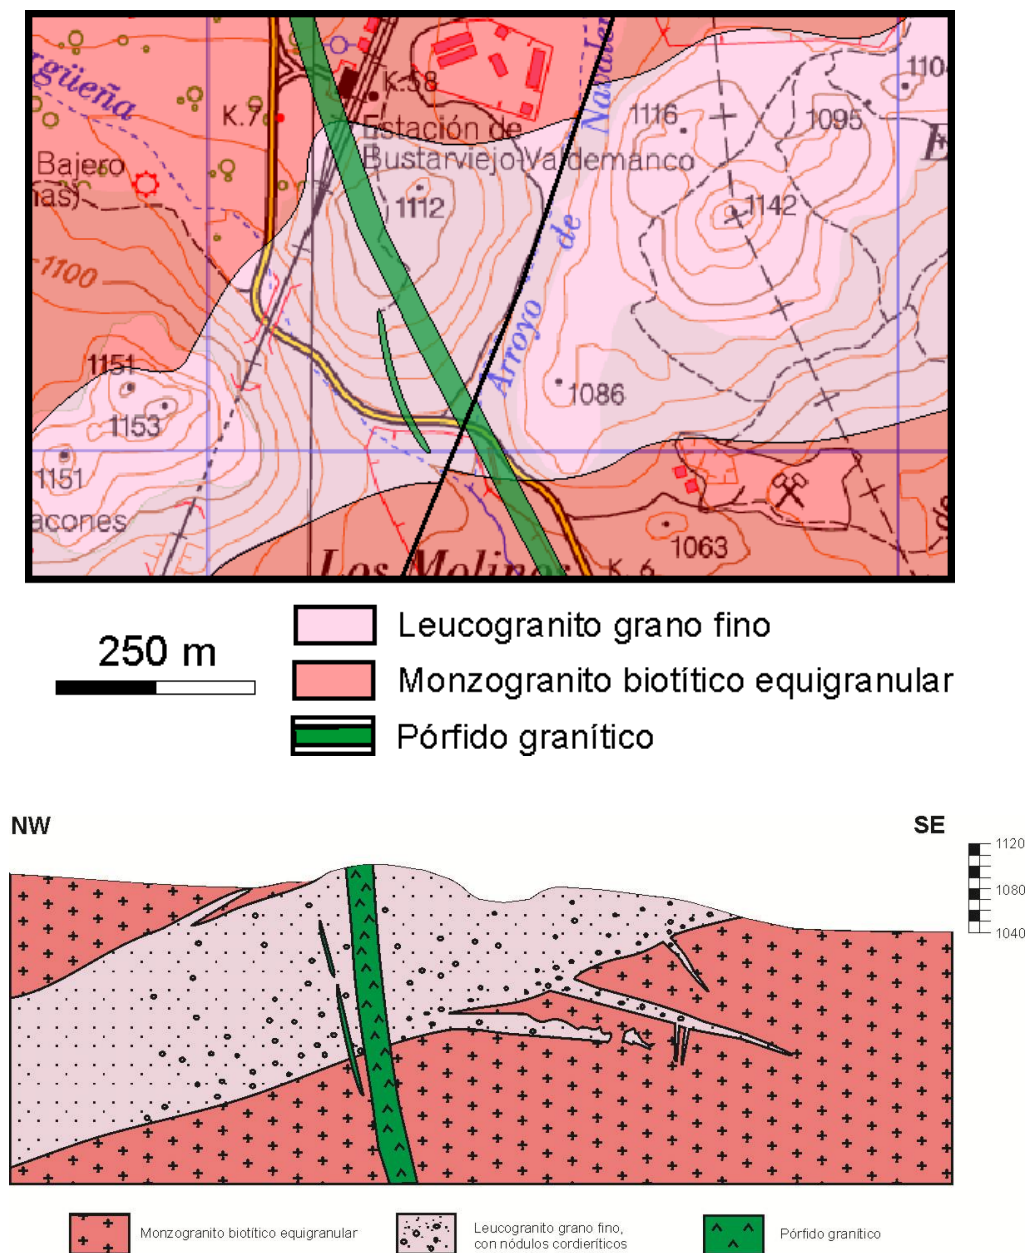 K.58
K.7
Estación de
Bustarviejo-Valdemanco
de
Arroyo
Bajero
1116
1095
1112
1142
1100
1151
1153
1086
1151
1063
Los Molinos
K. 6
250 m
Leucogranito grano fino
Monzogranito biotítico equigranular
Pórfido granítico
NW
SE
1120
1080
1040
Monzogranito biotítico equigranular
Leucogranito grano fino,
con nódulos cordieríticos
Pórfido granítico